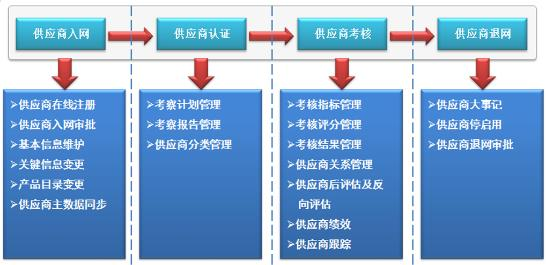 供应商入网
供应商认证
供应商考核
供应商退网
➢供应商在线注册
➢供应商入网审批
➢基本信息维护
➢关键信息变更
➢产品目录变更
➢供应商主数据同步
➢考察计划管理
➢考察报告管理
➢供应商分类管理
➢考核指标管理
➢考核评分管理
➢考核结果管理
➢供应商关系管理
➢供应商后评估及反
向评估
➢供应商绩效
➢供应商跟踪
➢供应商大事记
➢供应商停启用
➢供应商退网审批